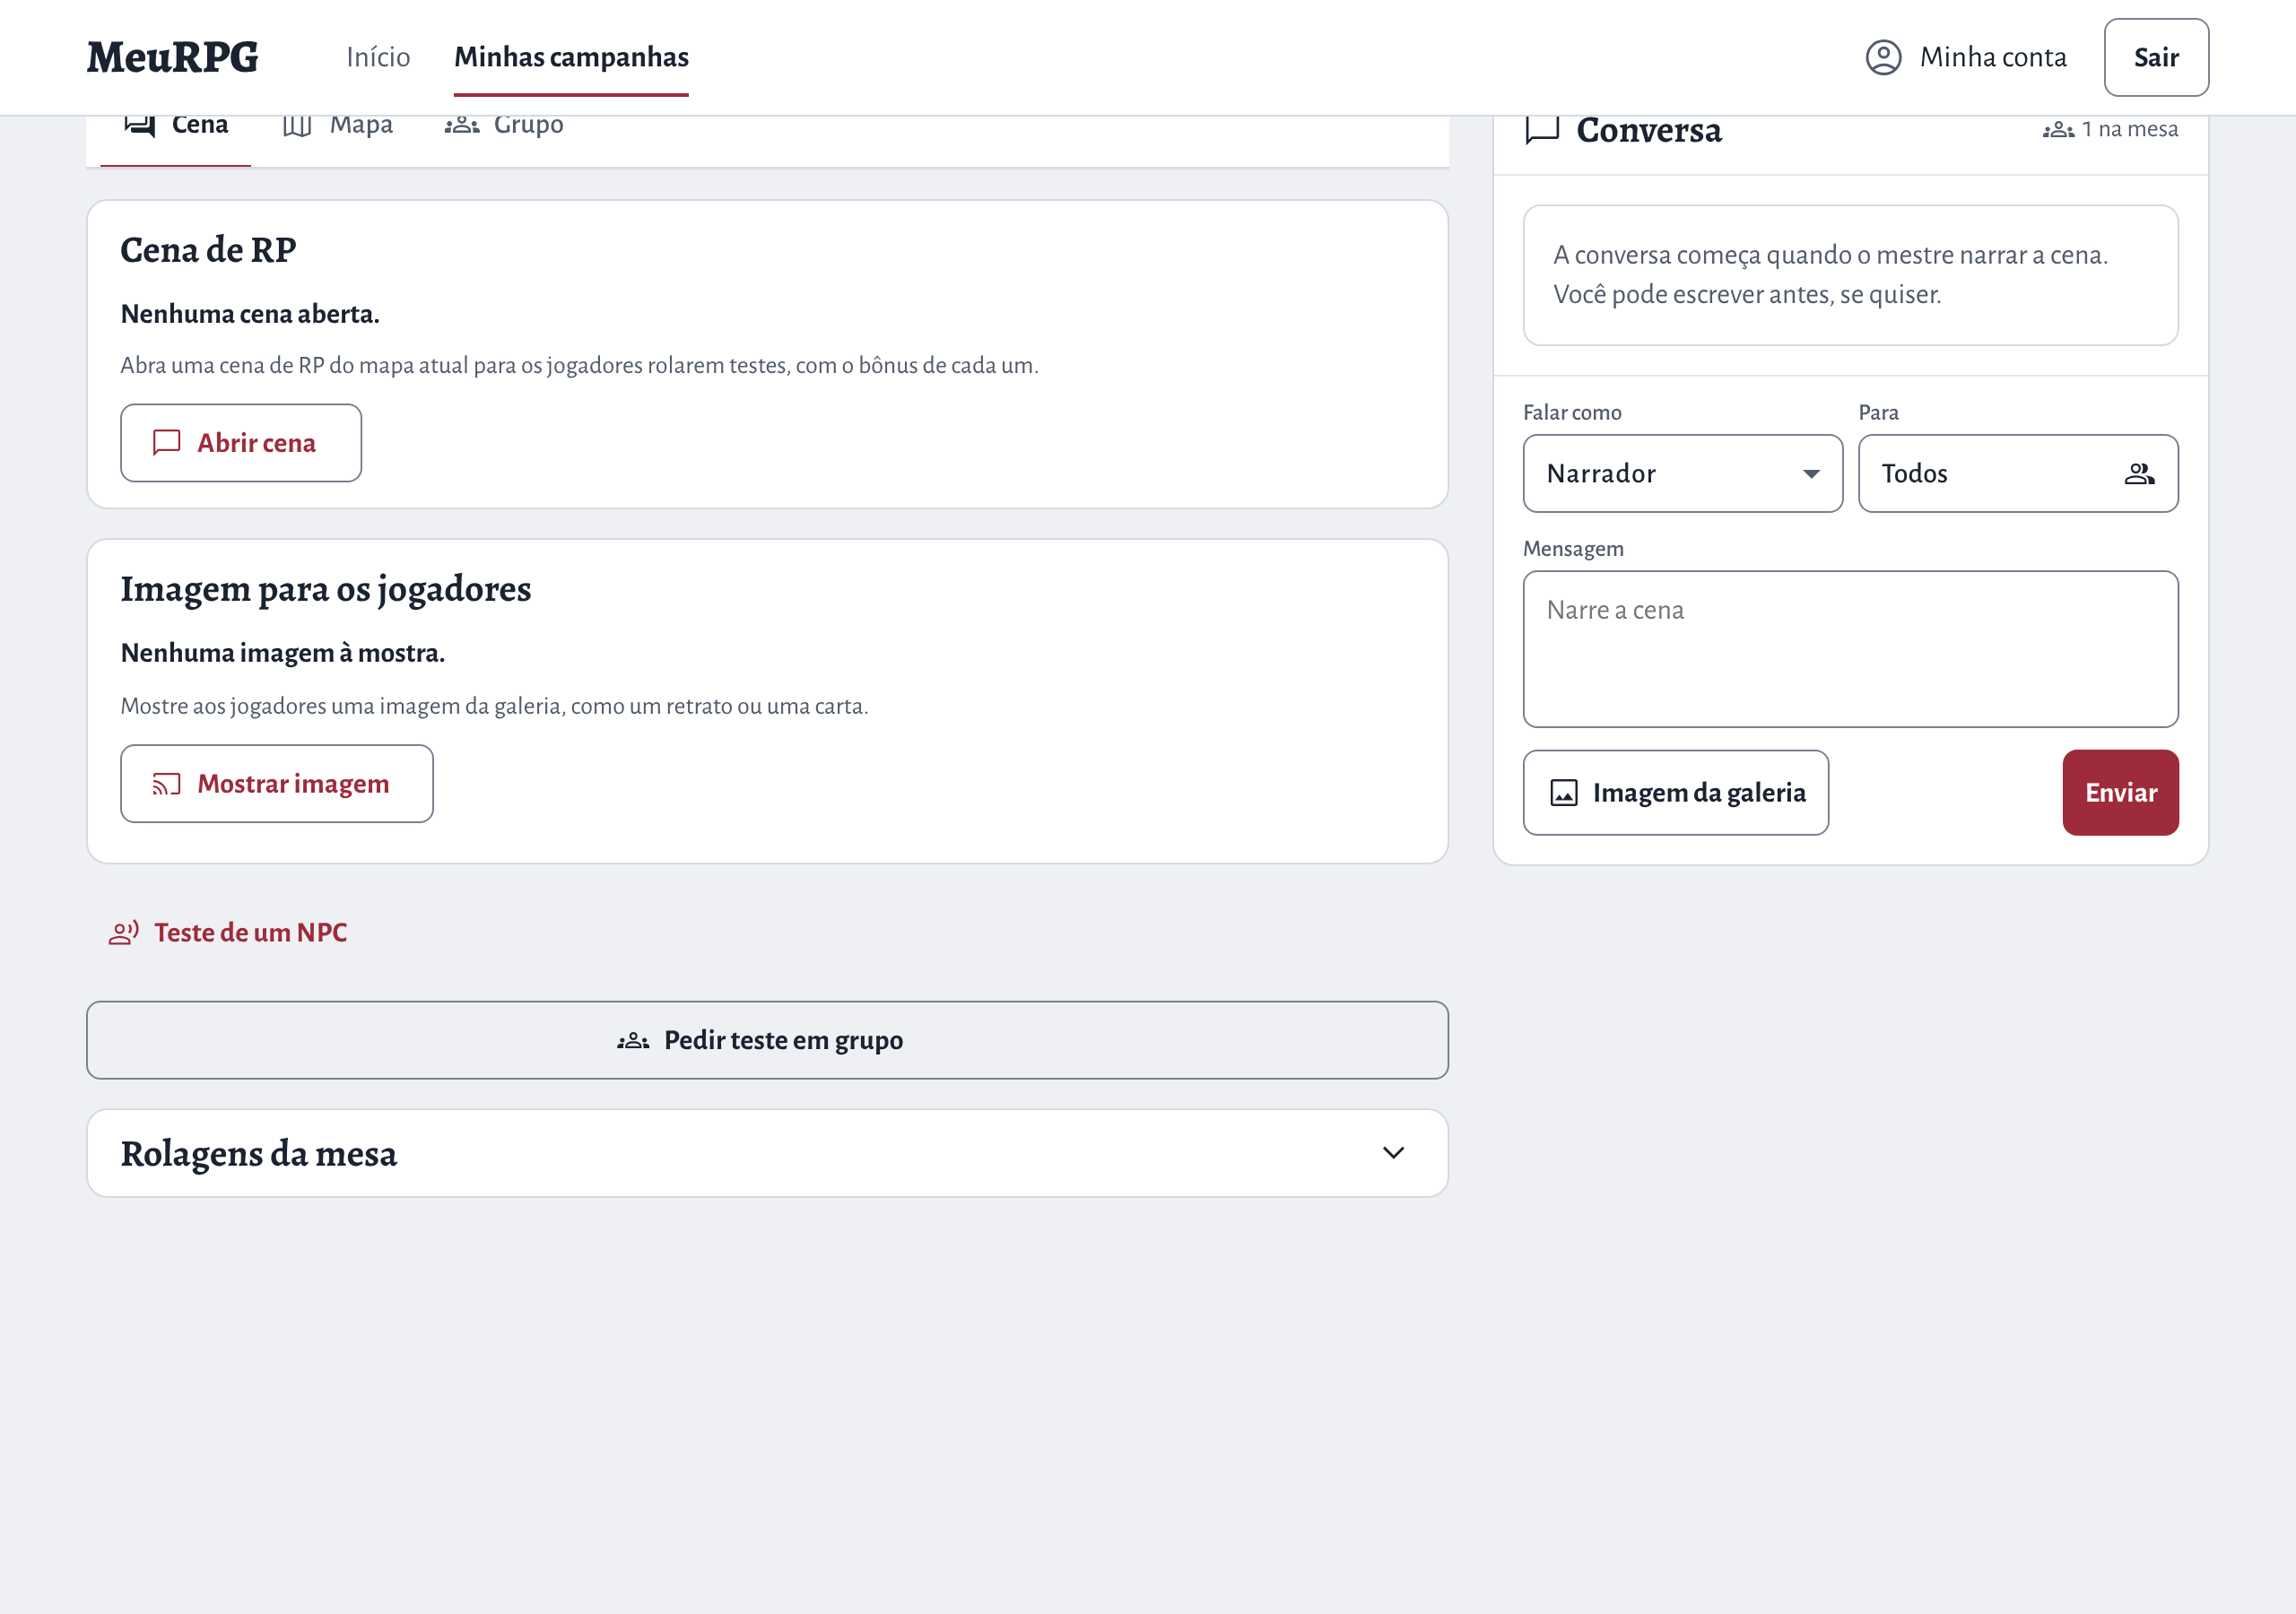 MeuRPG
Início
Minhas campanhas
Minha conta
Sair
Cena
Mapa
Grupo
Cena de RP
Nenhuma cena aberta.
Abra uma cena de RP do mapa atual para os jogadores rolarem testes, com o bônus de cada um.
Abrir cena
Imagem para os jogadores
Nenhuma imagem à mostra.
Mostre aos jogadores uma imagem da galeria, como um retrato ou uma carta.
Mostrar imagem
Teste de um NPC
Pedir teste em grupo
Rolagens da mesa
Conversa
1 na mesa
A conversa começa quando o mestre narrar a cena.
Você pode escrever antes, se quiser.
Falar como
Para
Narrador
Todos
Mensagem
Narre a cena
Imagem da galeria
Enviar